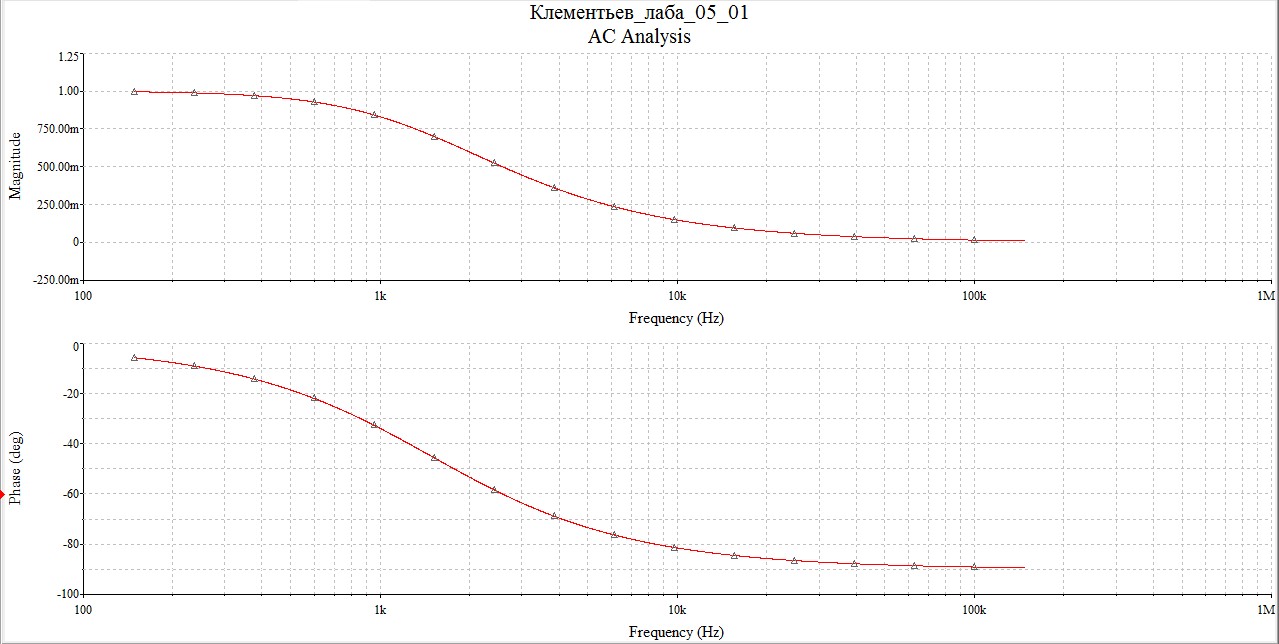 Клементьев_лаба_05_01
AC Analysis
1.25
1.00
750.00m
500.00m
250.00m
0
-250.00m
Magnitude
100 1k 10k 100k 1M
Frequency (Hz)
0
-20
-40
-60
-80
-100
Phase (deg)
100 1k 10k 100k 1M
Frequency (Hz)